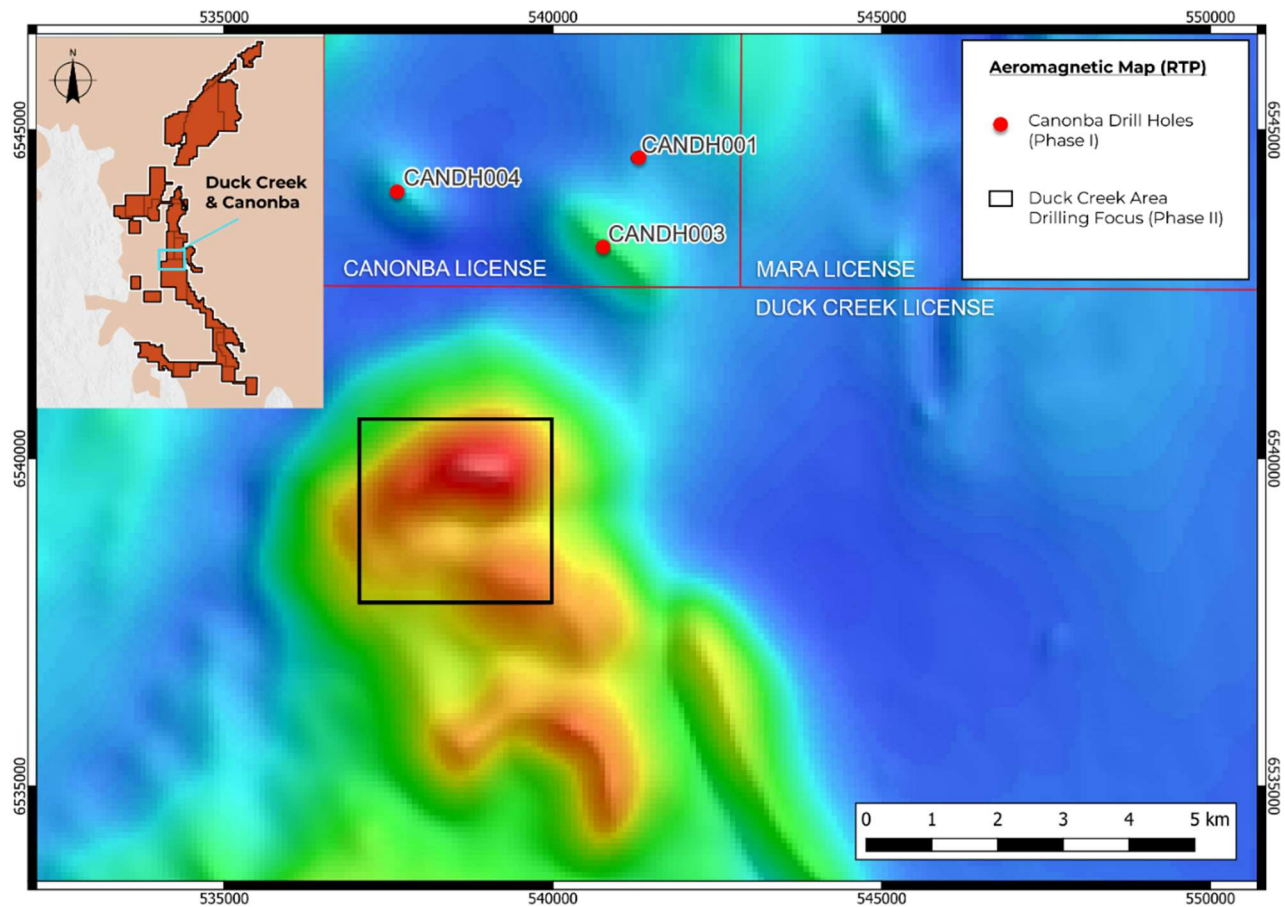 535000
540000
545000
550000
N
Duck Creek
& Canonba
Aeromagnetic Map (RTP)
Canonba Drill Holes
(Phase I)
Duck Creek Area
Drilling Focus (Phase II)
6545000
6545000
CANDH001
CANDH004
CANDH003
CANONBA LICENSE
MARA LICENSE
DUCK CREEK LICENSE
6540000
6540000
6535000
6535000
0 1 2 3 4 5 km
535000
540000
545000
550000